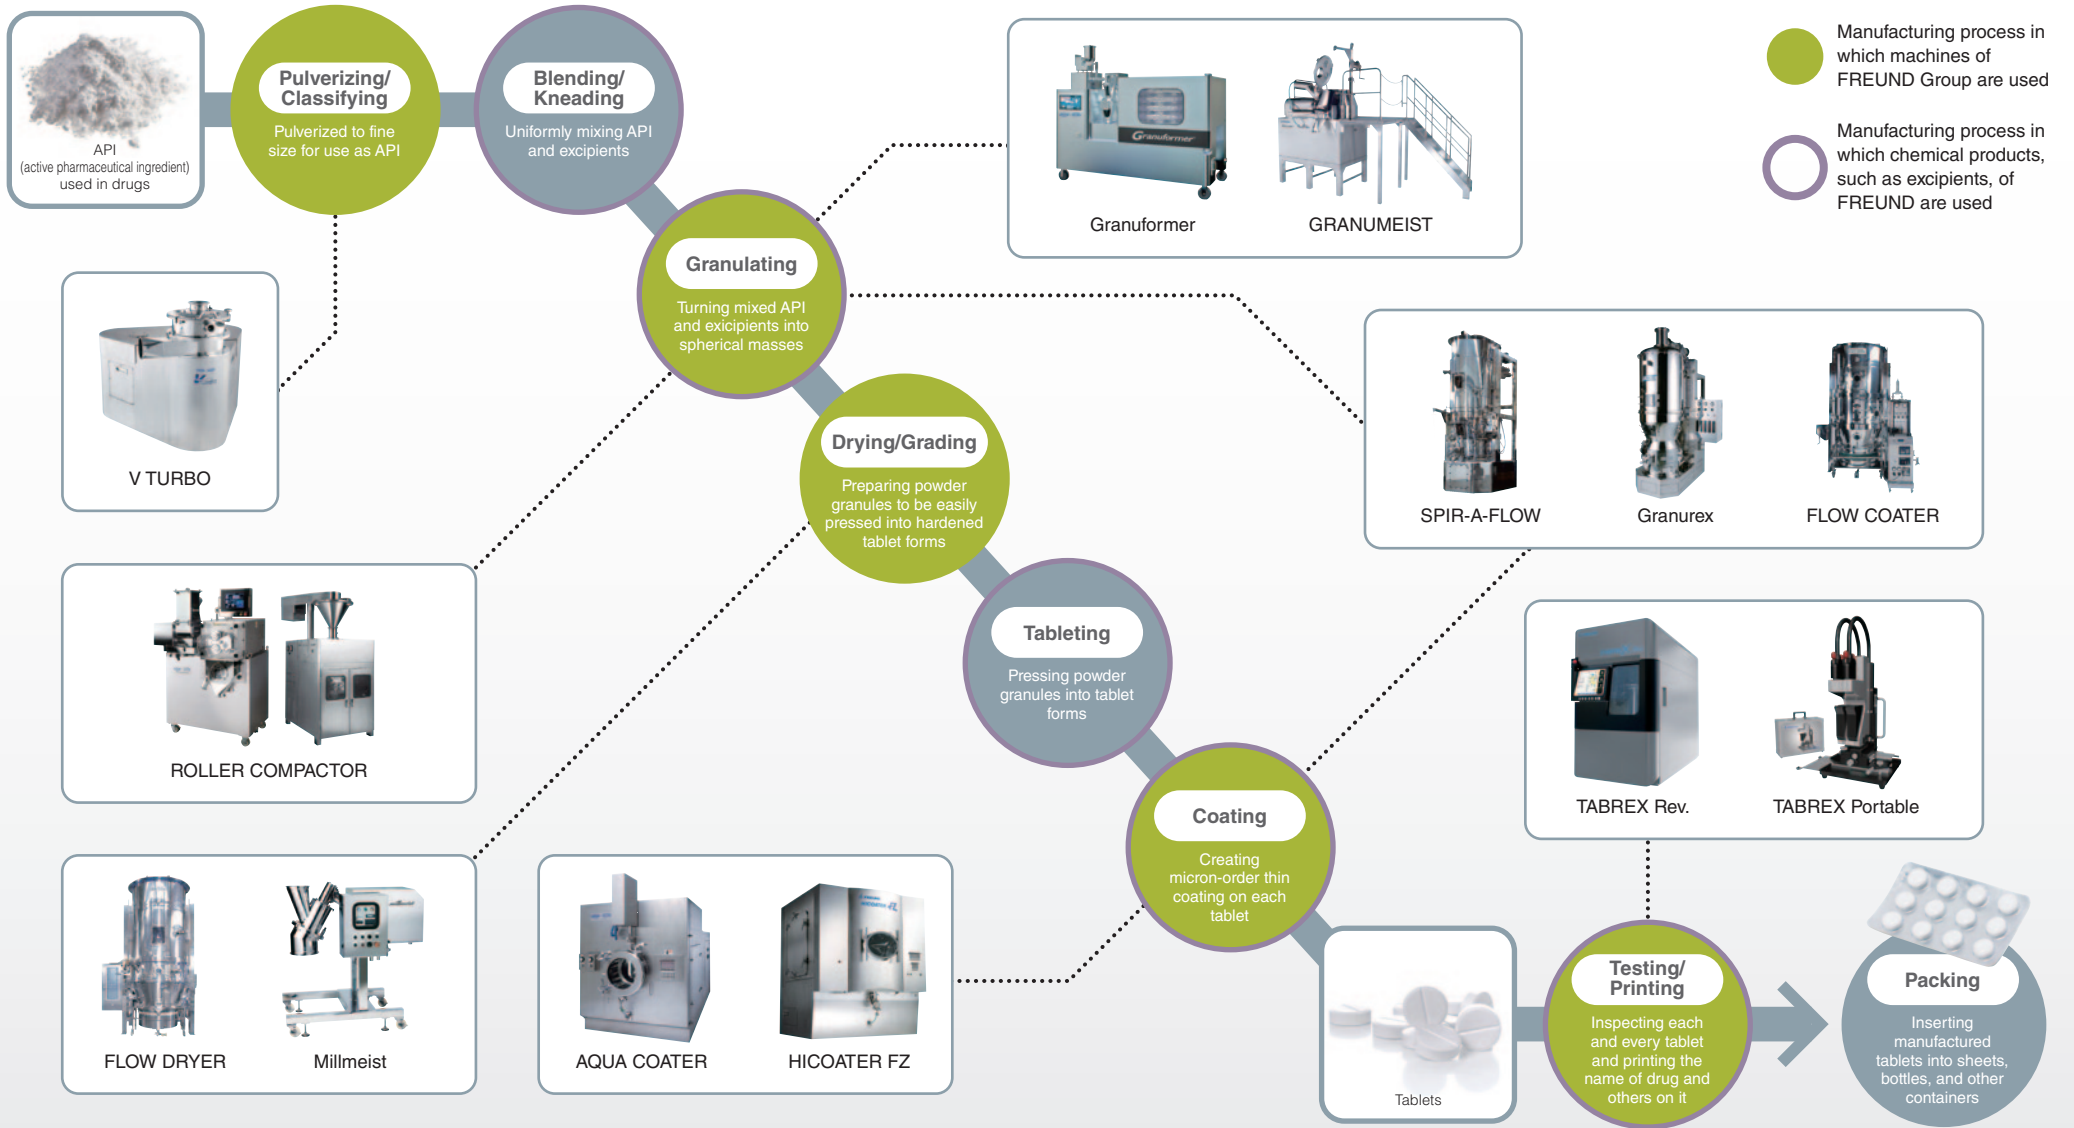 API
(active pharmaceutical ingredient)
used in drugs
Pulverizing/
Classifying
Pulverized to fine
size for use as API
Blending/
Kneading
Uniformly mixing API
and excipients
Granuformer
Granuformer
GRANUMEIST
Manufacturing process in
which machines of
FREUND Group are used
Manufacturing process in
which chemical products,
such as excipients, of
FREUND are used
Granulating
Turning mixed API
and exicipients into
spherical masses
V TURBO
SPIR-A-FLOW
Granurex
FLOW COATER
Drying/Grading
Preparing powder
granules to be easily
pressed into hardened
tablet forms
ROLLER COMPACTOR
Tableting
Pressing powder
granules into tablet
forms
TABREX Rev.
TABREX Portable
Coating
Creating
micron-order thin
coating on each
tablet
FLOW DRYER
Millmeist
AQUA COATER
HICOATER FZ
Tablets
Testing/
Printing
Inspecting each
and every tablet
and printing the
name of drug and
others on it
Packing
Inserting
manufactured
tablets into sheets,
bottles, and other
containers